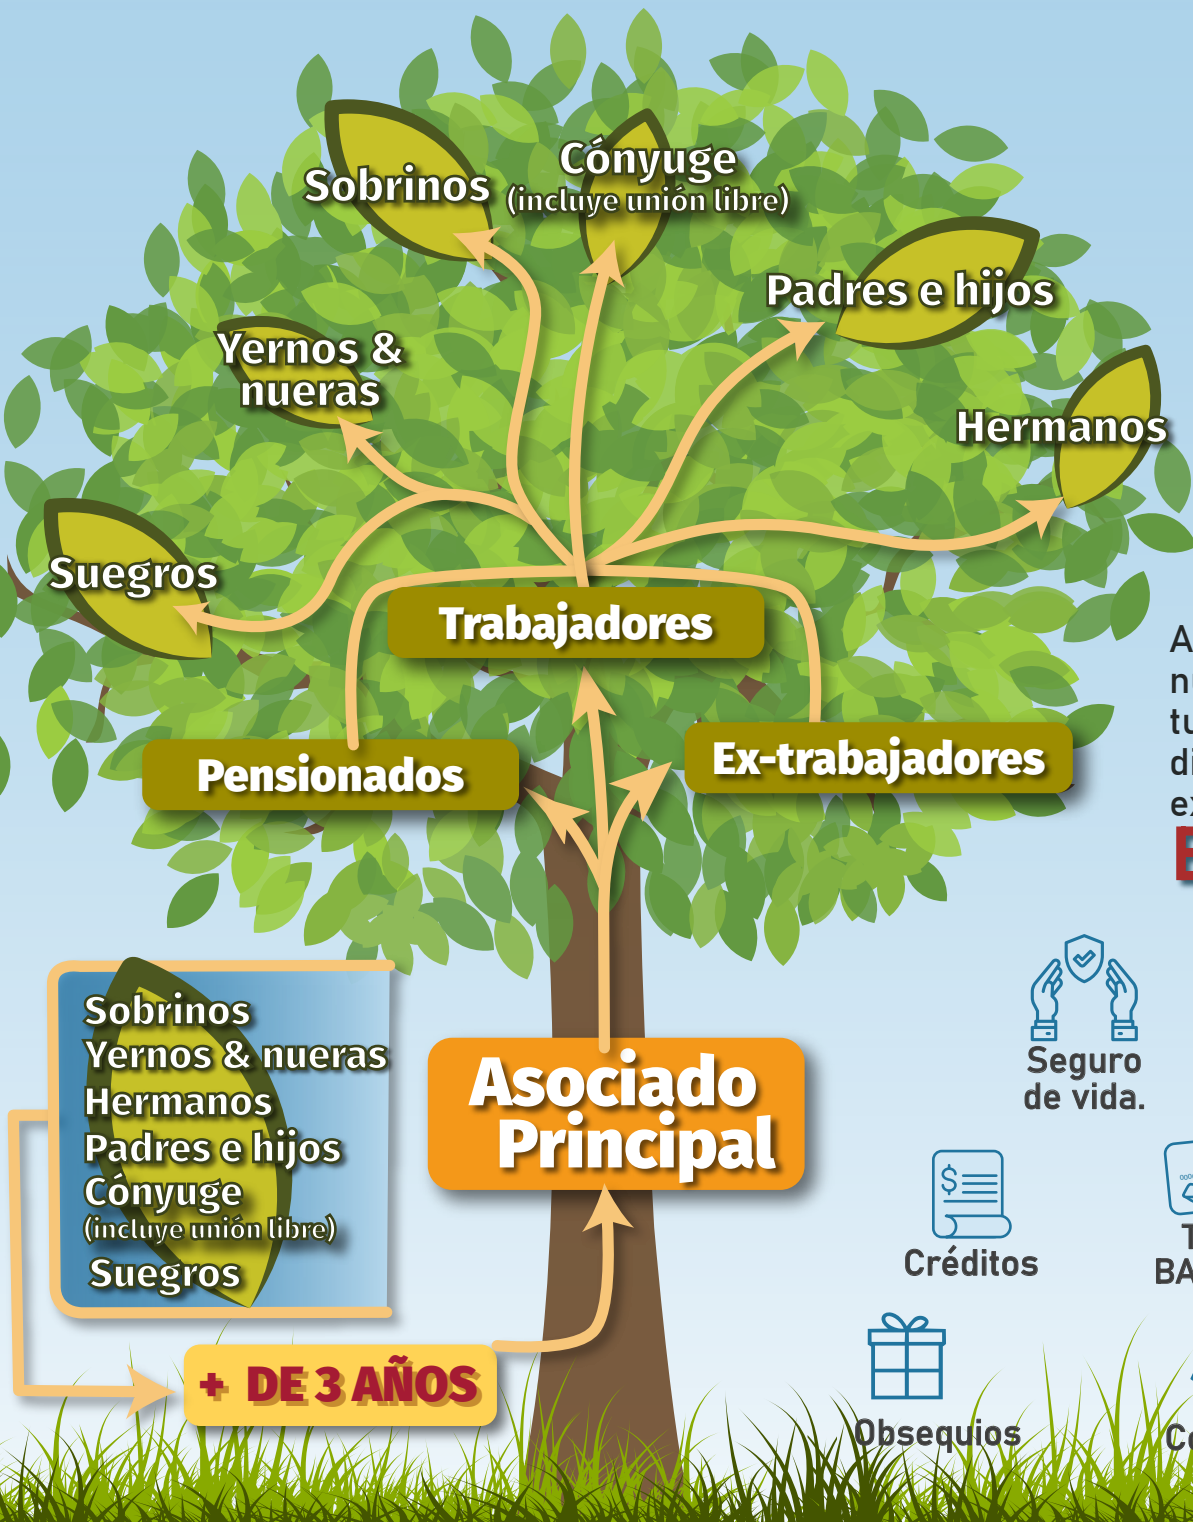 Sobrinos
Cónyuge
(incluye unión libre)
Padres e hijos
Yernos &
nueras
Hermanos
Suegros
Trabajadores
Pensionados
Ex-trabajadores
Sobrinos
Yernos & nueras
Hermanos
Padres e hijos
Cónyuge
(incluye unión libre)
Suegros
Asociado
Principal
+ DE 3 AÑOS
Seguro
de vida.
$
Créditos
Obsequios